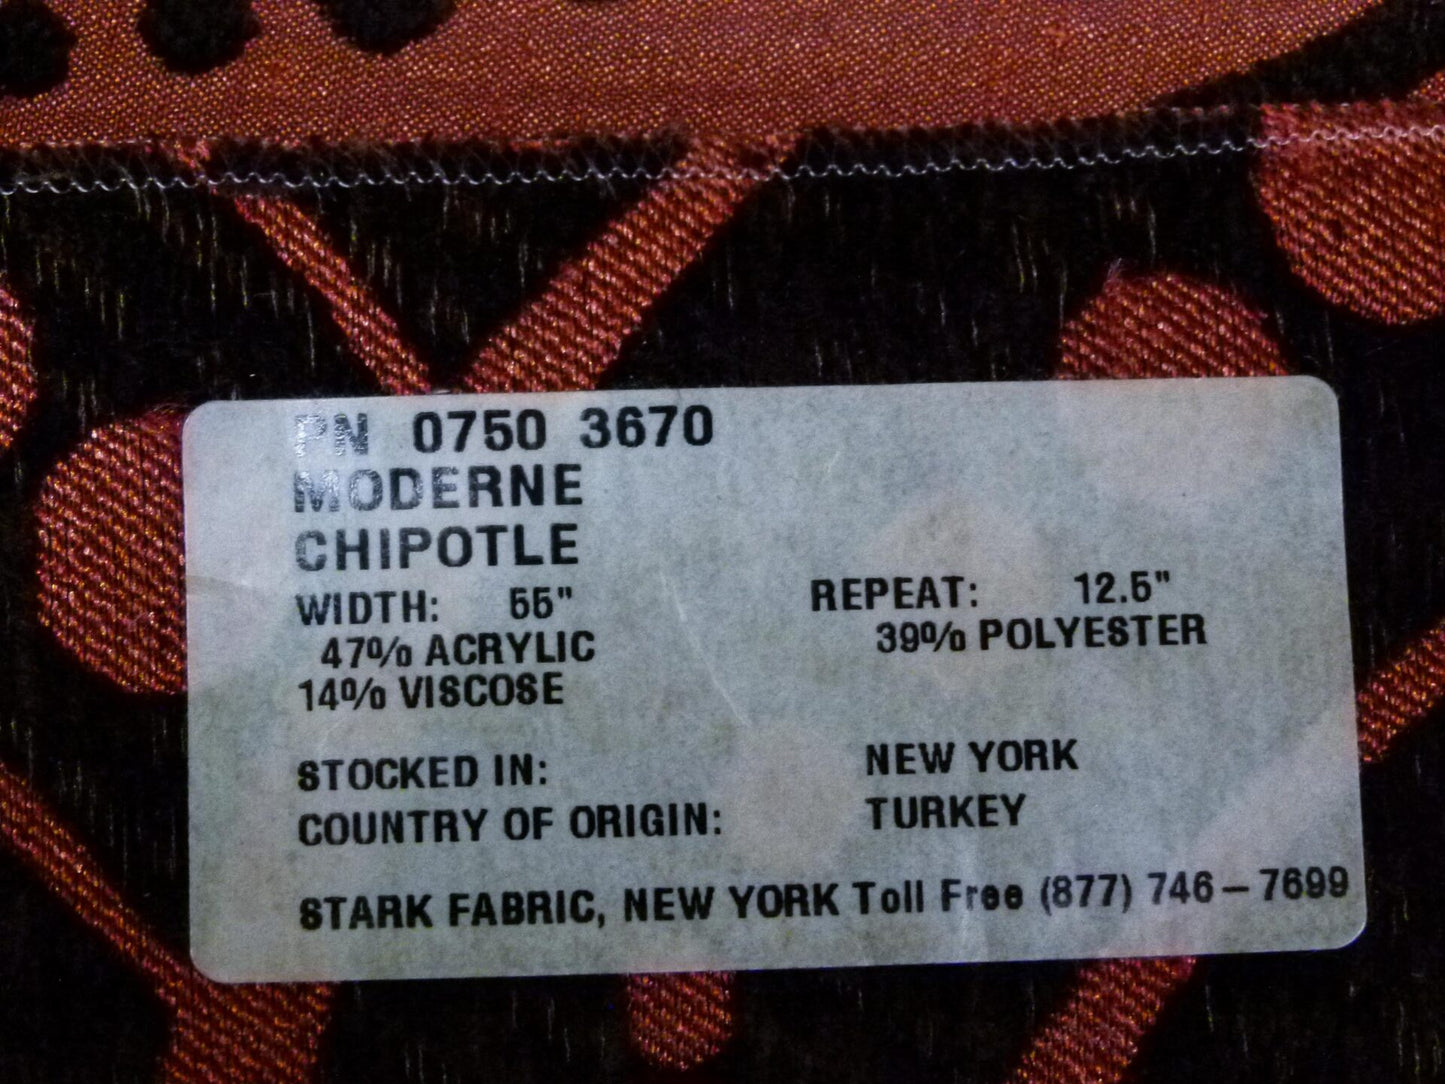 PN 0750 3670
MODERNE
CHIPOTLE
WIDTH: 55" REPEAT: 12.5"
47% ACRYLIC 39% POLYESTER
14% VISCOSE
STOCKED IN: NEW YORK
COUNTRY OF ORIGIN: TURKEY
STARK FABRIC, NEW YORK Toll Free (877) 746-7699